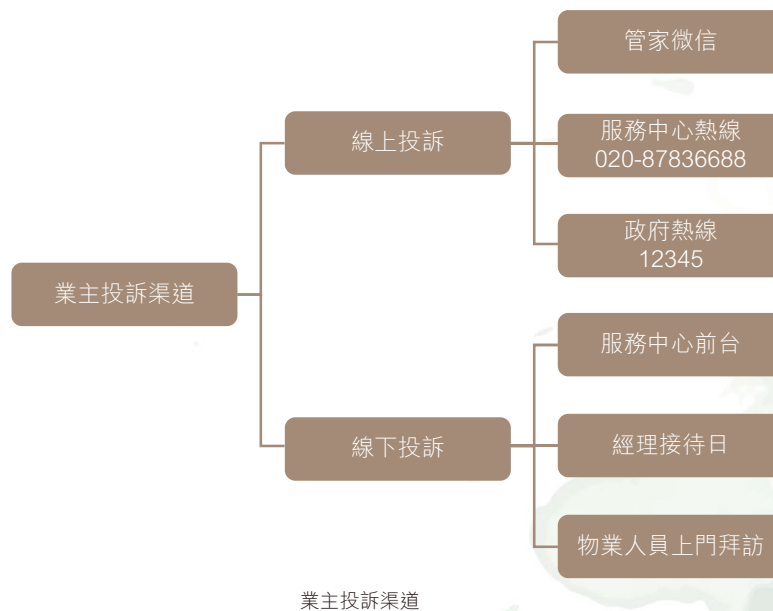 業主投訴渠道
線上投訴
管家微信
服務中心熱線
020-87836688
政府熱線
12345
線下投訴
服務中心前台
經理接待日
物業人員上門拜訪
業主投訴渠道